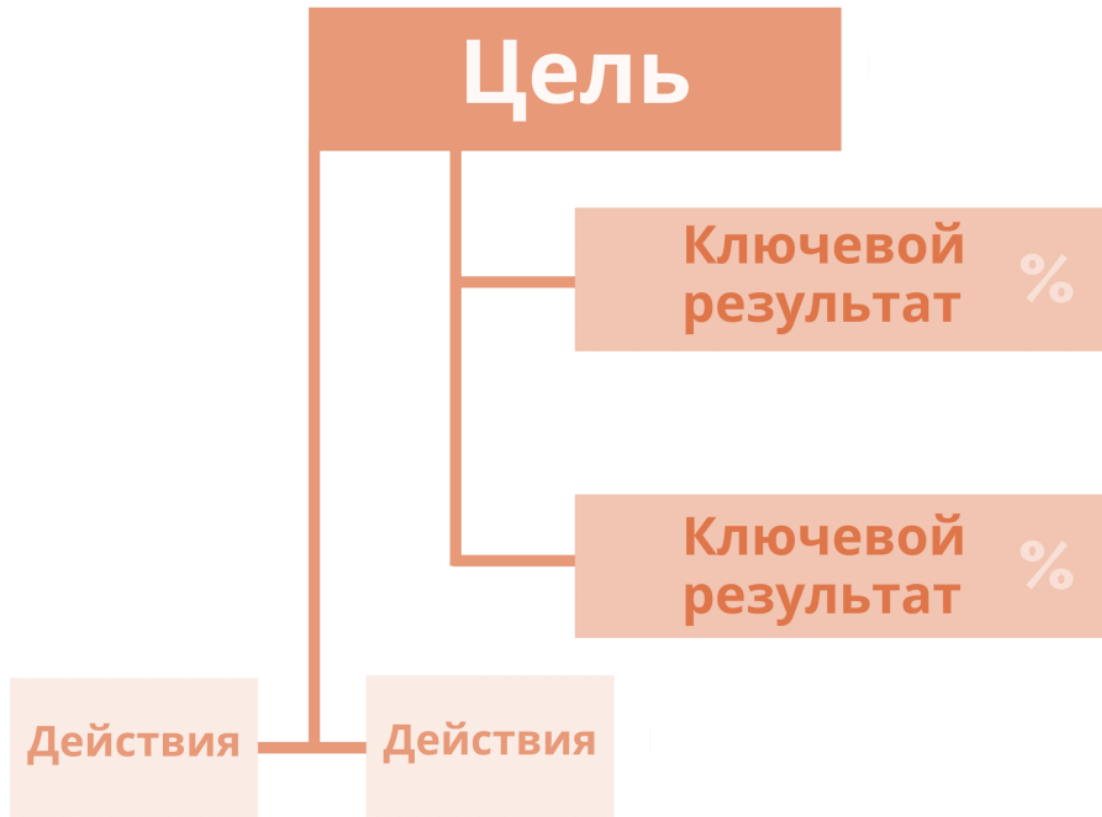 Цель
Ключевой
результат %
Ключевой
результат %
Действия
Действия